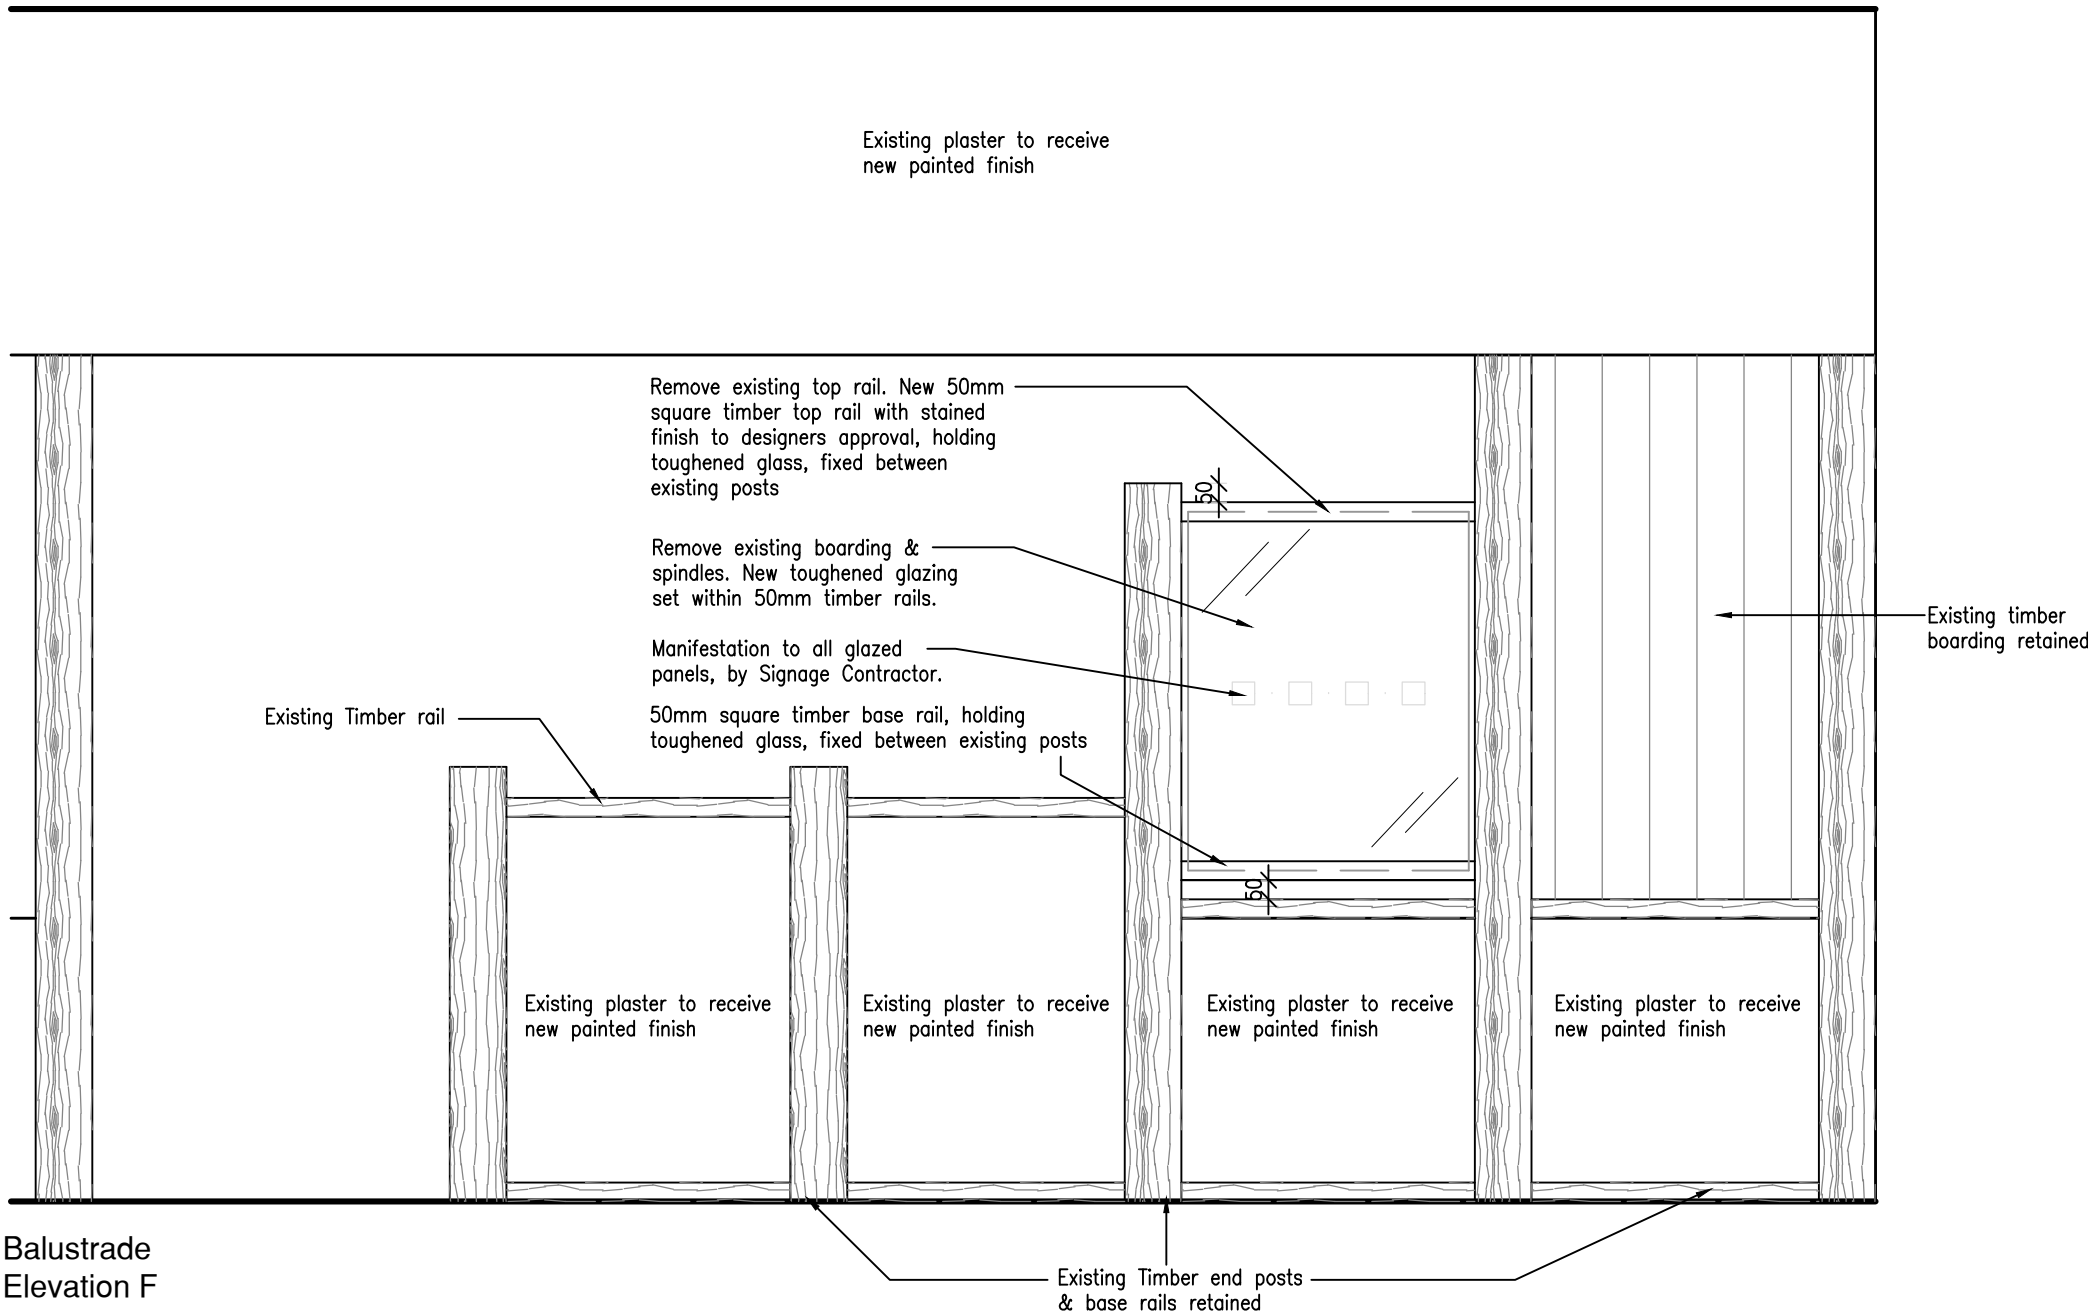 Existing plaster to receive
new painted finish
Remove existing top rail. New 50mm
square timber top rail with stained
finish to designers approval, holding
toughened glass, fixed between
existing posts
50
Remove existing boarding &
spindles. New toughened glazing
set within 50mm timber rails.
Existing timber
boarding retained
Manifestation to all glazed
panels, by Signage Contractor.
Existing Timber rail
50mm square timber base rail, holding
toughened glass, fixed between existing posts
50
Existing plaster to receive
new painted finish
Existing plaster to receive
new painted finish
Existing plaster to receive
new painted finish
Existing plaster to receive
new painted finish
Balustrade
Elevation F
Existing Timber end posts
& base rails retained